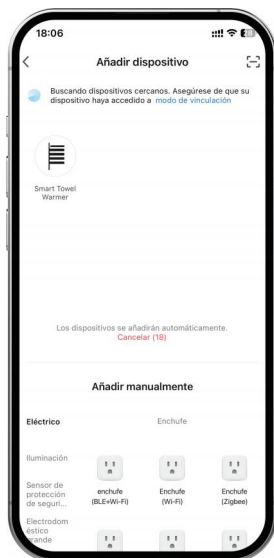 18:06
Añadir dispositivo
Buscando dispositivos cercanos. Asegúrese de que su
dispositivo haya accedido a modo de vinculación
Smart Towel
Warmer
Los dispositivos se añadirán automáticamente.
Cancelar (18)
Añadir manualmente
Eléctrico
Enchufe
Iluminación
enchufe
(BLE+Wi-Fi)
Enchufe
(Wi-Fi)
Enchufe
(Zigbee)
Sensor de
protección
de seguri...
Electrodom
éstico
grande